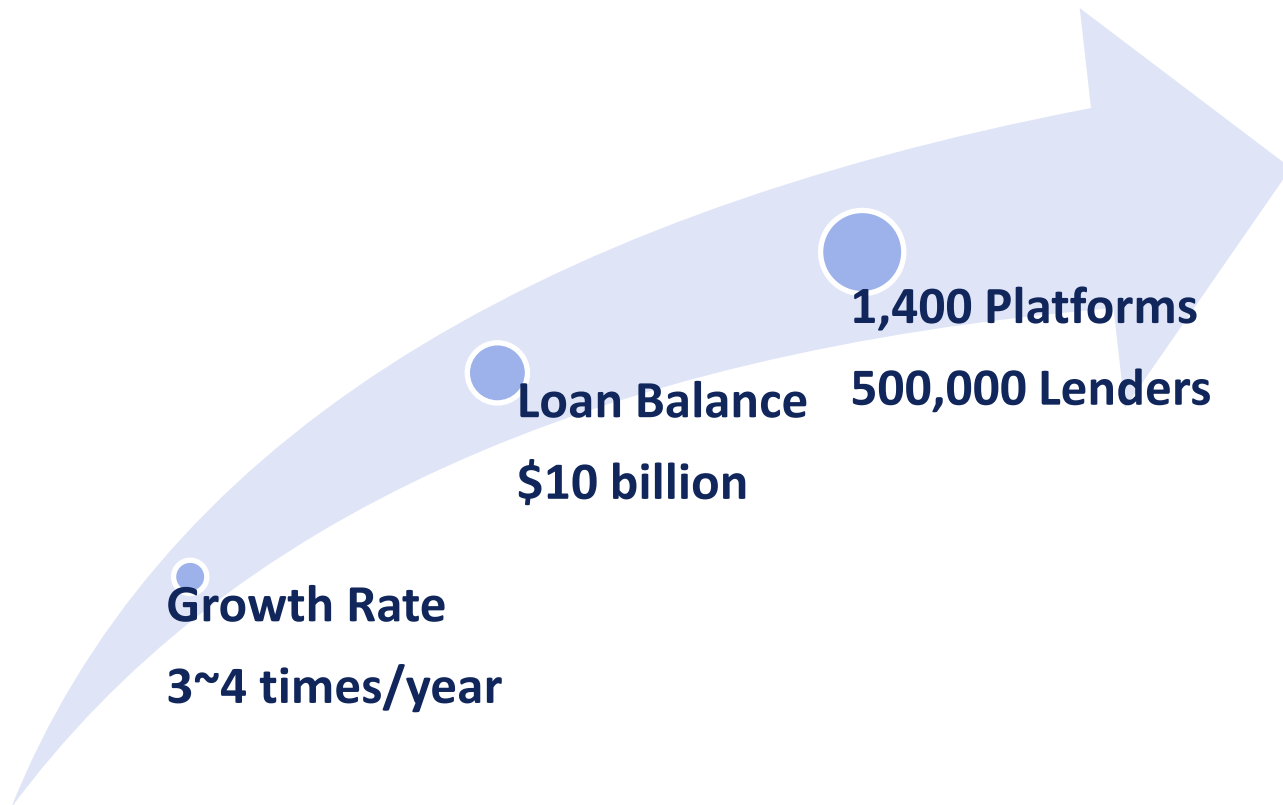 1,400 Platforms
500,000 Lenders
Loan Balance
$10 billion
Growth Rate
3~4 times/year